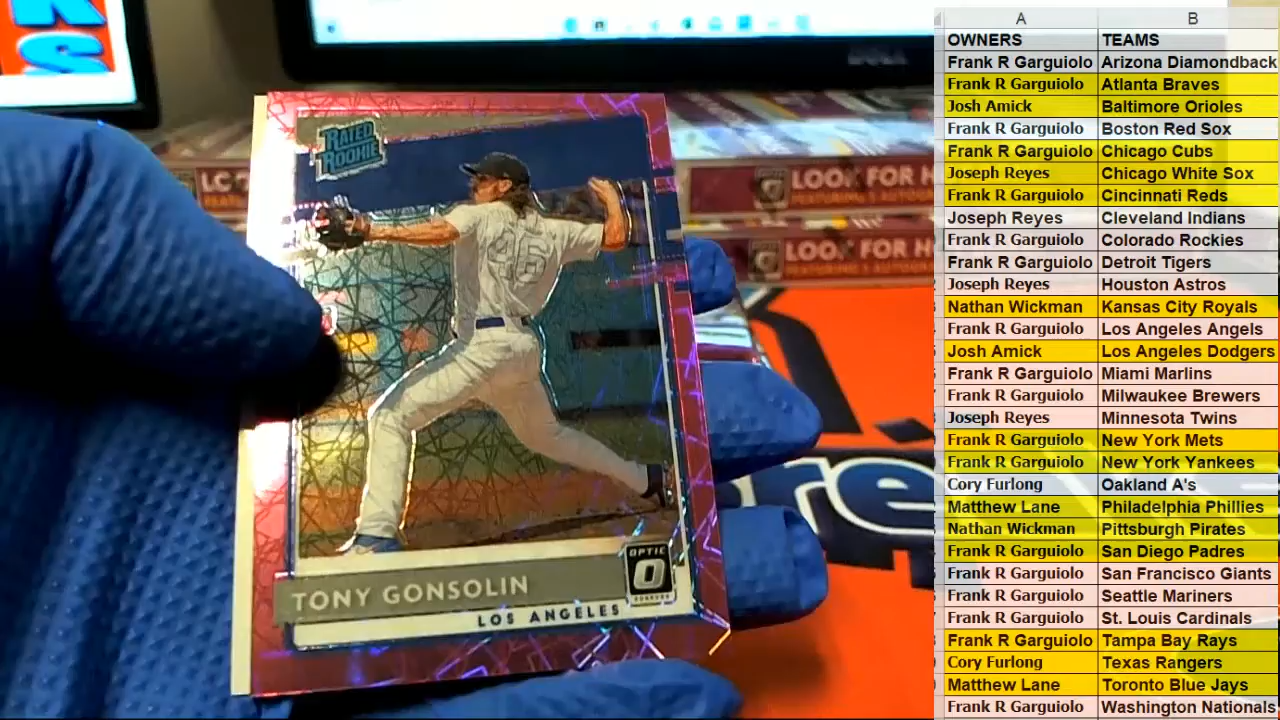 RATED
ROOKIE
46
TONY GONSOLIN
LOS ANGELES
OPTIC
DONRUSS
LOOK FOR H
LOOK FOR H
DELL
A B
OWNERS TEAMS
Frank R Garguiolo Arizona Diamondback
Frank R Garguiolo Atlanta Braves
Josh Amick Baltimore Orioles
Frank R Garguiolo Boston Red Sox
Frank R Garguiolo Chicago Cubs
Joseph Reyes Chicago White Sox
Frank R Garguiolo Cincinnati Reds
Joseph Reyes Cleveland Indians
Frank R Garguiolo Colorado Rockies
Frank R Garguiolo Detroit Tigers
Joseph Reyes Houston Astros
Nathan Wickman Kansas City Royals
Frank R Garguiolo Los Angeles Angels
Josh Amick Los Angeles Dodgers
Frank R Garguiolo Miami Marlins
Frank R Garguiolo Milwaukee Brewers
Joseph Reyes Minnesota Twins
Frank R Garguiolo New York Mets
Frank R Garguiolo New York Yankees
Cory Furlong Oakland A's
Matthew Lane Philadelphia Phillies
Nathan Wickman Pittsburgh Pirates
Frank R Garguiolo San Diego Padres
Frank R Garguiolo San Francisco Giants
Frank R Garguiolo Seattle Mariners
Frank R Garguiolo St. Louis Cardinals
Frank R Garguiolo Tampa Bay Rays
Cory Furlong Texas Rangers
Matthew Lane Toronto Blue Jays
Frank R Garguiolo Washington Nationals